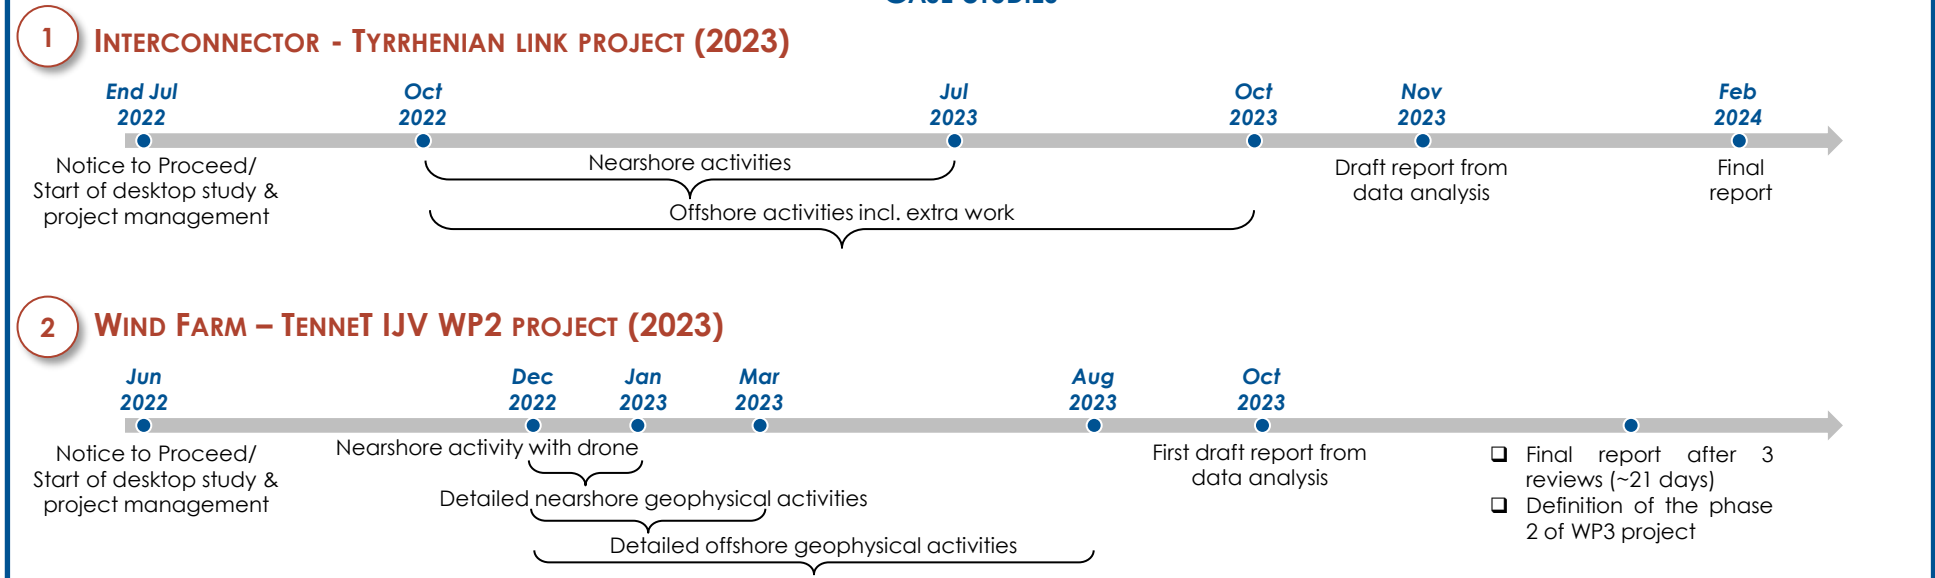 CASE STUDIES
1
INTERCONNECTOR - TYRRHENIAN LINK PROJECT (2023)
End Jul
2022
Oct
2022
Jul
2023
Oct
2023
Nov
2023
Feb
2024
Notice to Proceed/
Start of desktop study &
project management
Nearshore activities
Offshore activities incl. extra work
Draft report from
data analysis
Final
report
2
WIND FARM – TENNET IJV WP2 PROJECT (2023)
Jun
2022
Dec
2022
Jan
2023
Mar
2023
Aug
2023
Oct
2023
Notice to Proceed/
Start of desktop study &
project management
Nearshore activity with drone
Detailed nearshore geophysical activities
Detailed offshore geophysical activities
First draft report from
data analysis
❑ Final report after 3
reviews (~21 days)
❑ Definition of the phase
2 of WP3 project